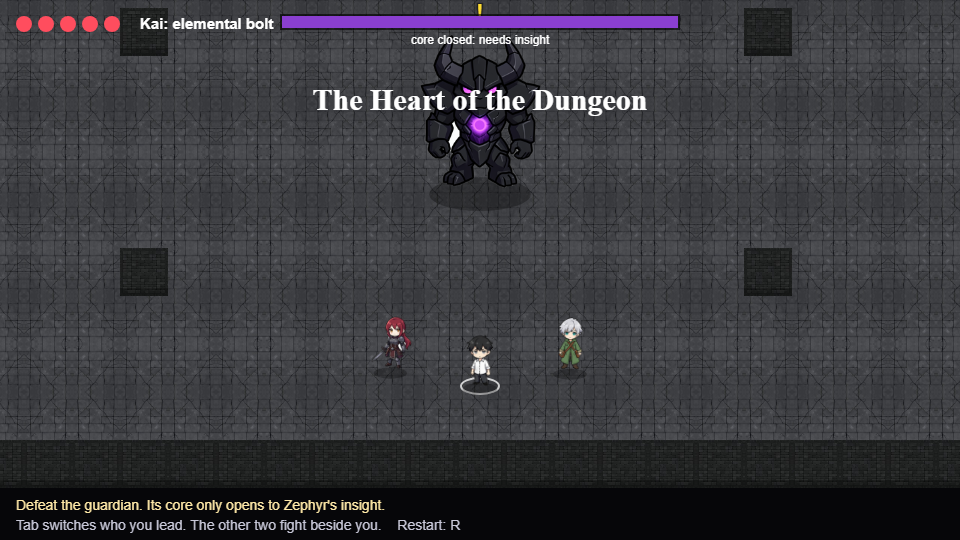 Kai: elemental bolt
core closed: needs insight
The Heart of the Dungeon
Defeat the guardian. Its core only opens to Zephyr's insight.
Tab switches who you lead. The other two fight beside you. Restart: R